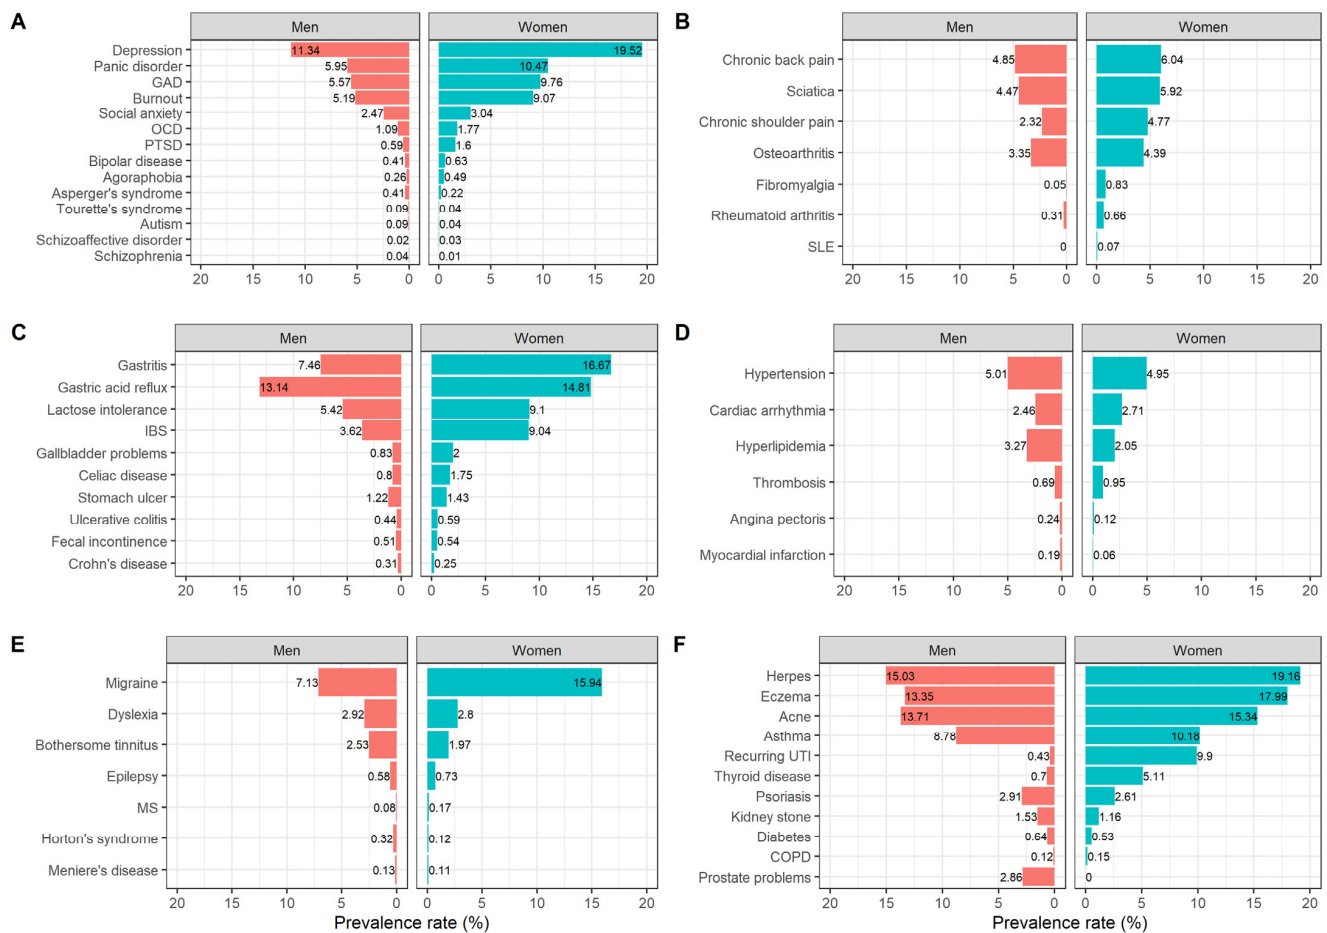 A
Men Women
Depression 11.34 19.52
Panic disorder 5.95 10.47
GAD 5.57 9.76
Burnout 5.19 9.07
Social anxiety 2.47 3.04
OCD 1.09 1.77
PTSD 0.59 1.6
Bipolar disease 0.41 0.63
Agoraphobia 0.26 0.49
Asperger's syndrome 0.41 0.22
Tourette's syndrome 0.09 0.04
Autism 0.09 0.04
Schizoaffective disorder 0.02 0.03
Schizophrenia 0.04 0.01
20 15 10 5 0 0 5 10 15 20
B
Men Women
Chronic back pain 4.85 6.04
Sciatica 4.47 5.92
Chronic shoulder pain 2.32 4.77
Osteoarthritis 3.35 4.39
Fibromyalgia 0.05 0.83
Rheumatoid arthritis 0.31 0.66
SLE 0 0.07
20 15 10 5 0 0 5 10 15 20
C
Men Women
Gastritis 7.46 16.67
Gastric acid reflux 13.14 14.81
Lactose intolerance 5.42 9.1
IBS 3.62 9.04
Gallbladder problems 0.83 2
Celiac disease 0.8 1.75
Stomach ulcer 1.22 1.43
Ulcerative colitis 0.44 0.59
Fecal incontinence 0.51 0.54
Crohn's disease 0.31 0.25
20 15 10 5 0 0 5 10 15 20
D
Men Women
Hypertension 5.01 4.95
Cardiac arrhythmia 2.46 2.71
Hyperlipidemia 3.27 2.05
Thrombosis 0.69 0.95
Angina pectoris 0.24 0.12
Myocardial infarction 0.19 0.06
20 15 10 5 0 0 5 10 15 20
E
Men Women
Migraine 7.13 15.94
Dyslexia 2.92 2.8
Bothersome tinnitus 2.53 1.97
Epilepsy 0.58 0.73
MS 0.08 0.17
Horton's syndrome 0.32 0.12
Meniere's disease 0.13 0.11
20 15 10 5 0 0 5 10 15 20
Prevalence rate (%)
F
Men Women
Herpes 15.03 19.16
Eczema 13.35 17.99
Acne 13.71 15.34
Asthma 8.78 10.18
Recurring UTI 0.43 9.9
Thyroid disease 0.7 5.11
Psoriasis 2.91 2.61
Kidney stone 1.53 1.16
Diabetes 0.64 0.53
COPD 0.12 0.15
Prostate problems 2.86 0
20 15 10 5 0 0 5 10 15 20
Prevalence rate (%)